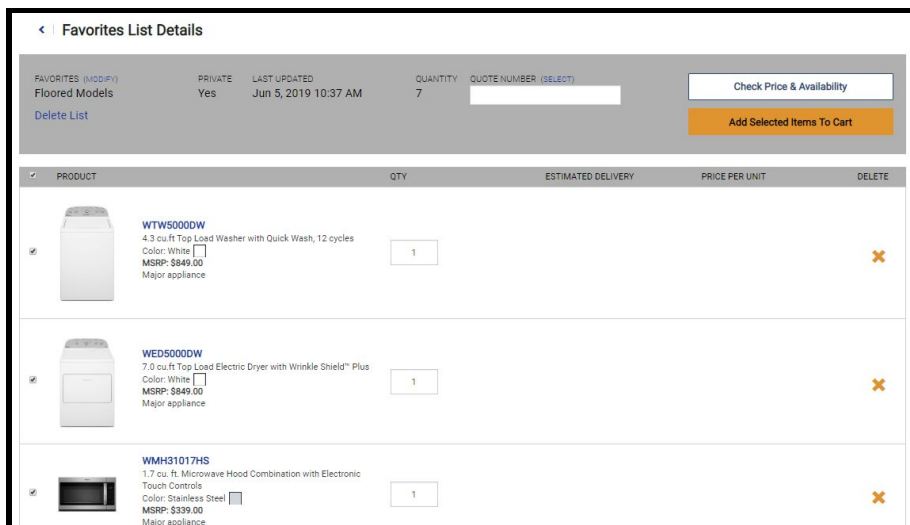 Favorites List Details
FAVORITES (MODIFY)
Floored Models
Delete List
PRIVATE
Yes
LAST UPDATED
Jun 5, 2019 10:37 AM
QUANTITY
7
QUOTE NUMBER (SELECT)
Check Price & Availability
Add Selected Items To Cart
PRODUCT QTY ESTIMATED DELIVERY PRICE PER UNIT DELETE
WTW5000DW
4.3 cu.ft Top Load Washer with Quick Wash, 12 cycles
Color: White
MSRP: $849.00
Major appliance
1
WED5000DW
7.0 cu.ft Top Load Electric Dryer with Wrinkle Shield™ Plus
Color: White
MSRP: $849.00
Major appliance
1
WMH31017HS
1.7 cu. ft. Microwave Hood Combination with Electronic
Touch Controls
Color: Stainless Steel
MSRP: $339.00
Major appliance
1